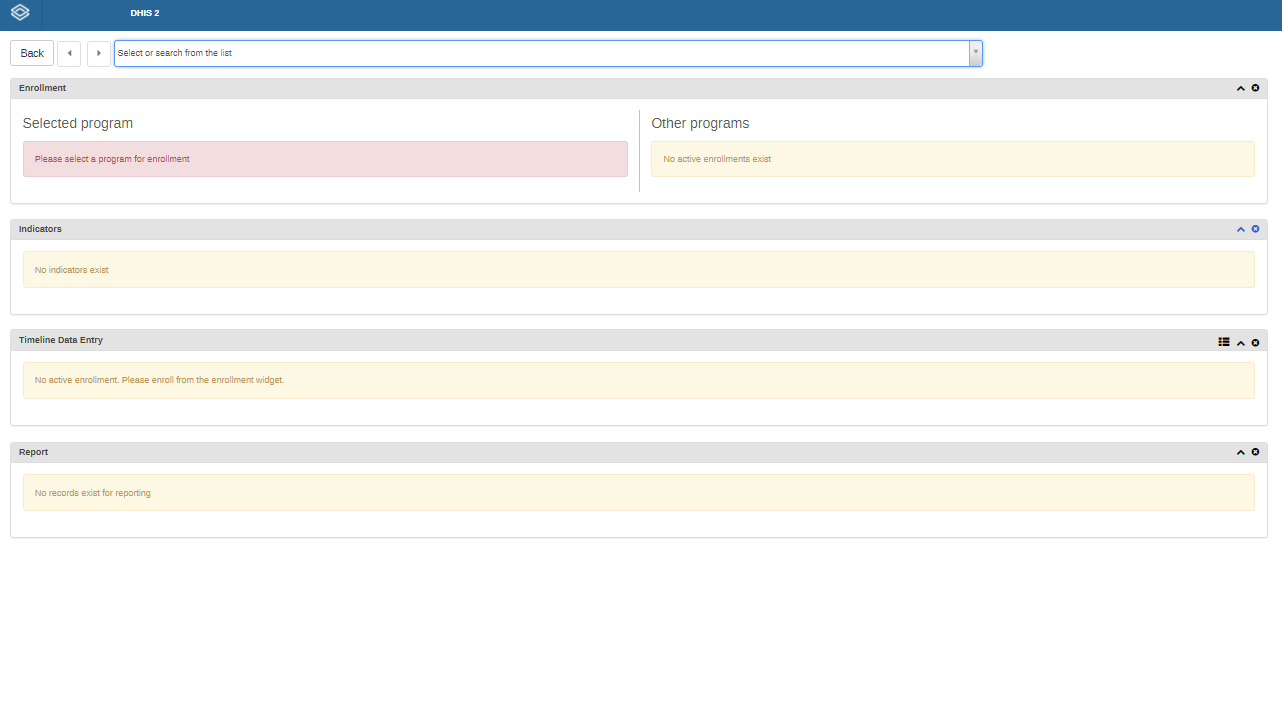 DHIS 2
Back
Select or search from the list
Enrollment
Selected program
Other programs
Please select a program for enrollment
No active enrollments exist
Indicators
No indicators exist
Timeline Data Entry
No active enrollment. Please enroll from the enrollment widget.
Report
No records exist for reporting